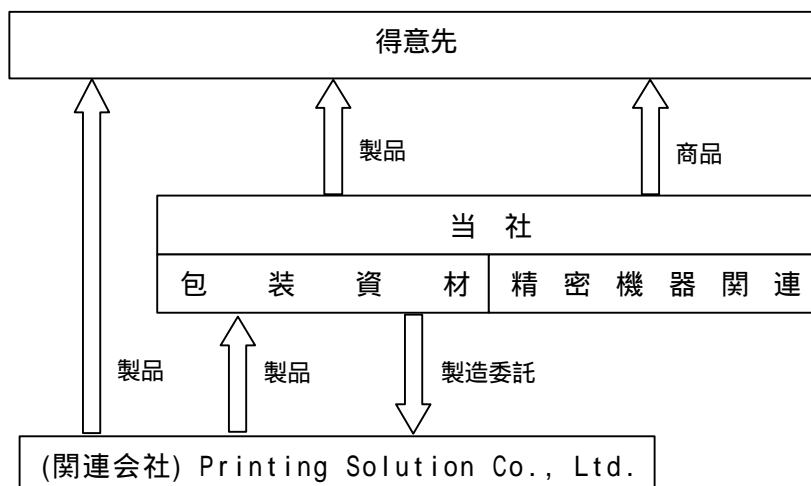 得意先
製品 商品
当 社
包 装 資 材 精 密 機 器 関 連
製品 製品 製造委託
(関連会社) Printing Solution Co., Ltd.